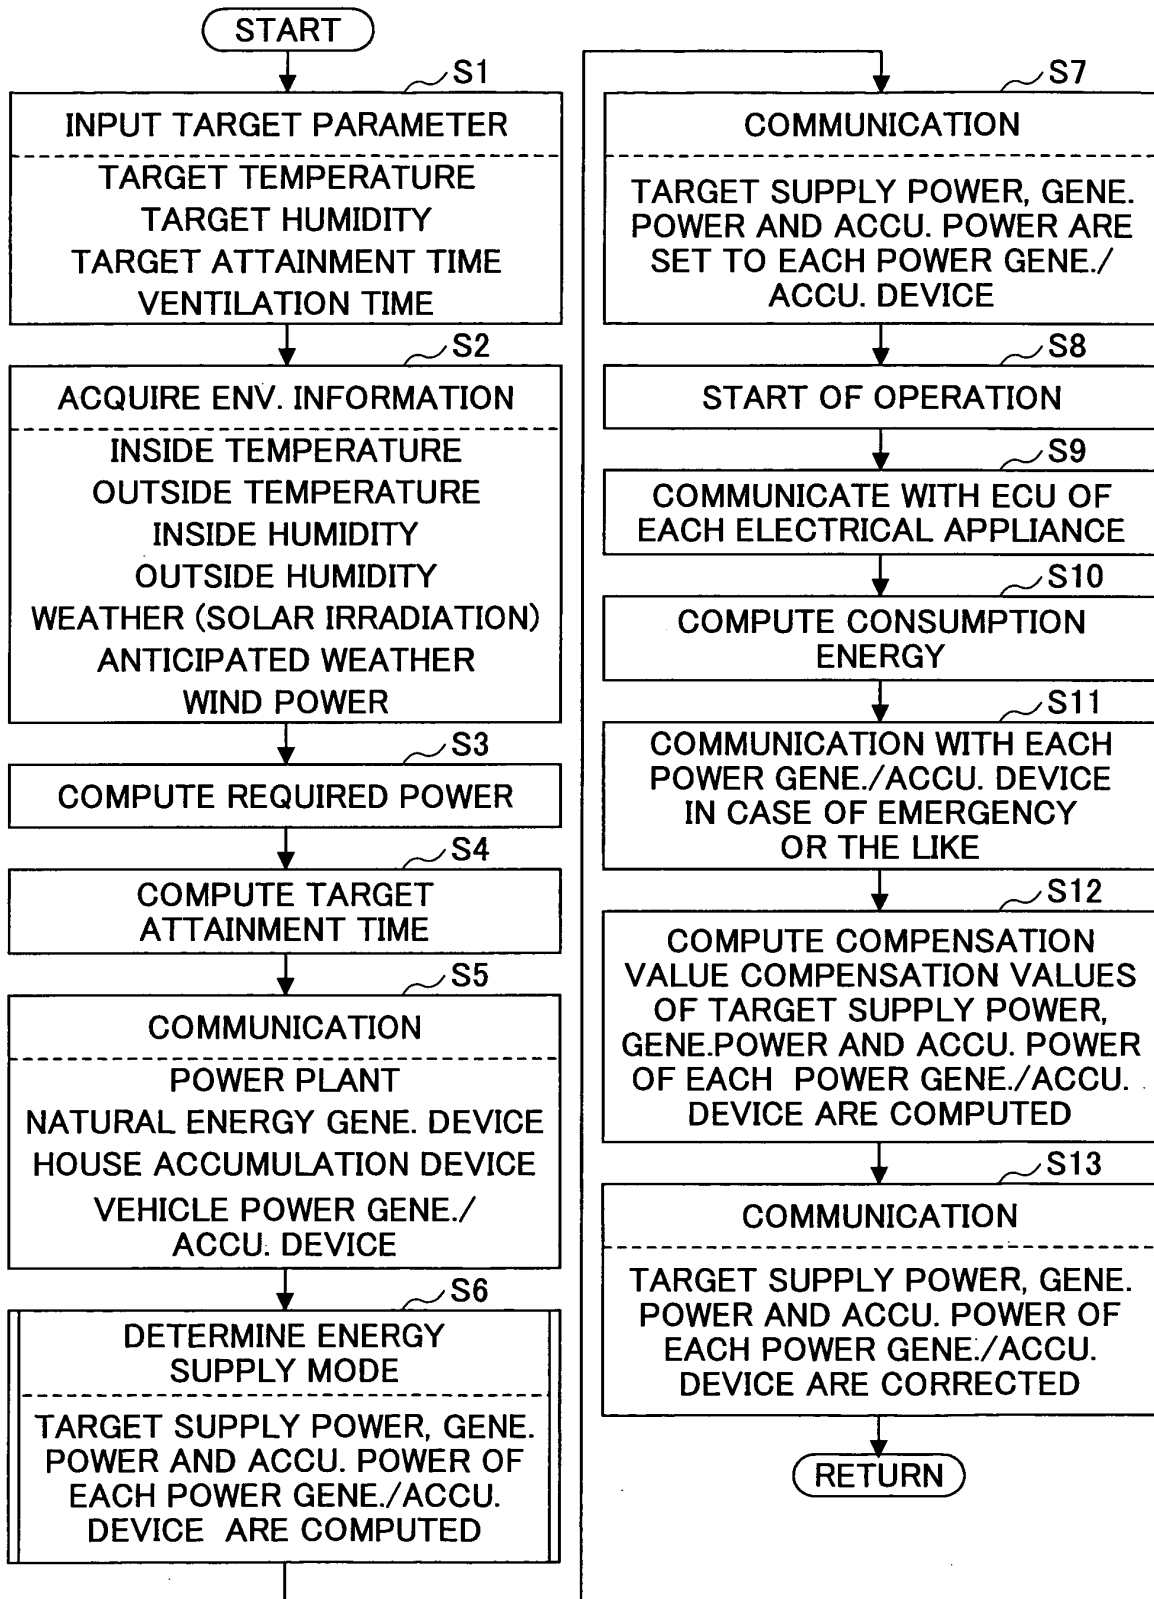 START
S1
INPUT TARGET PARAMETER
TARGET TEMPERATURE
TARGET HUMIDITY
TARGET ATTAINMENT TIME
VENTILATION TIME
S2
ACQUIRE ENV. INFORMATION
INSIDE TEMPERATURE
OUTSIDE TEMPERATURE
INSIDE HUMIDITY
OUTSIDE HUMIDITY
WEATHER (SOLAR IRRADIATION)
ANTICIPATED WEATHER
WIND POWER
S3
COMPUTE REQUIRED POWER
S4
COMPUTE TARGET
ATTAINMENT TIME
S5
COMMUNICATION
POWER PLANT
NATURAL ENERGY GENE. DEVICE
HOUSE ACCUMULATION DEVICE
VEHICLE POWER GENE./
ACCU. DEVICE
S6
DETERMINE ENERGY
SUPPLY MODE
TARGET SUPPLY POWER, GENE.
POWER AND ACCU. POWER OF
EACH POWER GENE./ACCU.
DEVICE ARE COMPUTED
S7
COMMUNICATION
TARGET SUPPLY POWER, GENE.
POWER AND ACCU. POWER ARE
SET TO EACH POWER GENE./
ACCU. DEVICE
S8
START OF OPERATION
S9
COMMUNICATE WITH ECU OF
EACH ELECTRICAL APPLIANCE
S10
COMPUTE CONSUMPTION
ENERGY
S11
COMMUNICATION WITH EACH
POWER GENE./ACCU. DEVICE
IN CASE OF EMERGENCY
OR THE LIKE
S12
COMPUTE COMPENSATION
VALUE COMPENSATION VALUES
OF TARGET SUPPLY POWER,
GENE.POWER AND ACCU. POWER
OF EACH POWER GENE./ACCU.
DEVICE ARE COMPUTED
S13
COMMUNICATION
TARGET SUPPLY POWER, GENE.
POWER AND ACCU. POWER OF
EACH POWER GENE./ACCU.
DEVICE ARE CORRECTED
RETURN